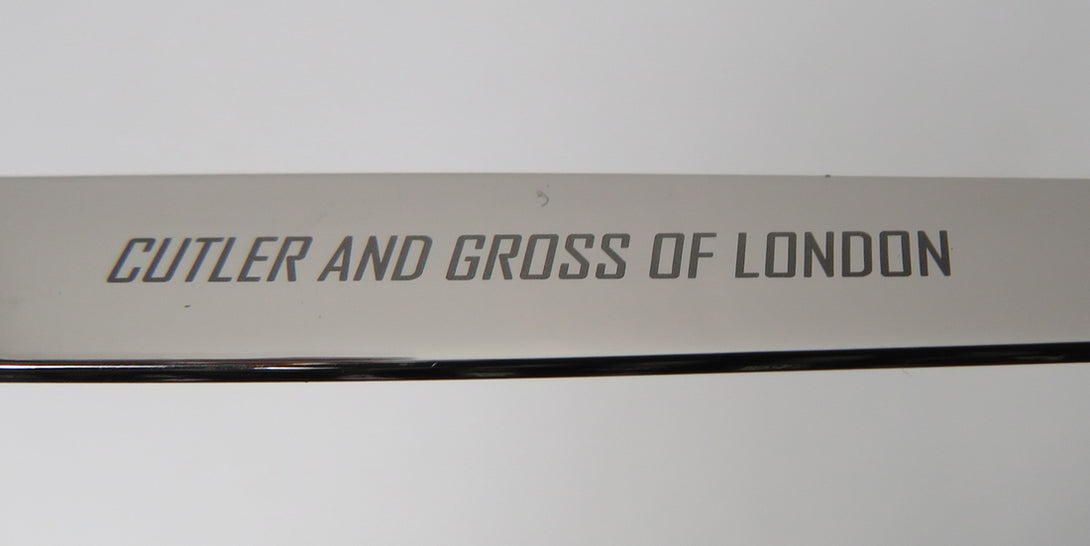 CUTLER AND GROSS OF LONDON